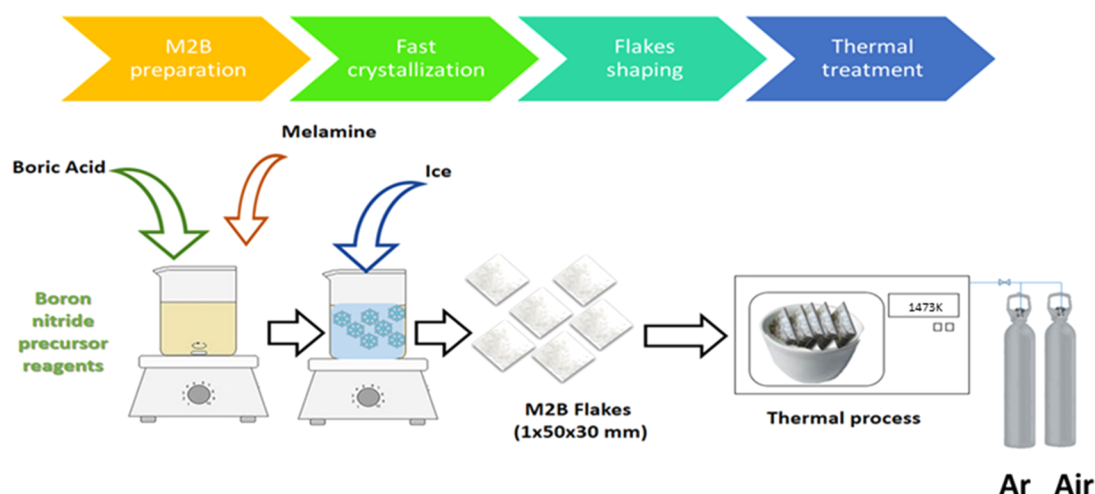 M2B
preparation
Fast
crystallization
Flakes
shaping
Thermal
treatment
Melamine
Boric Acid
Ice
Boron
nitride
precursor
reagents
1473K
M2B Flakes
(1x50x30 mm)
Thermal process
Ar Air